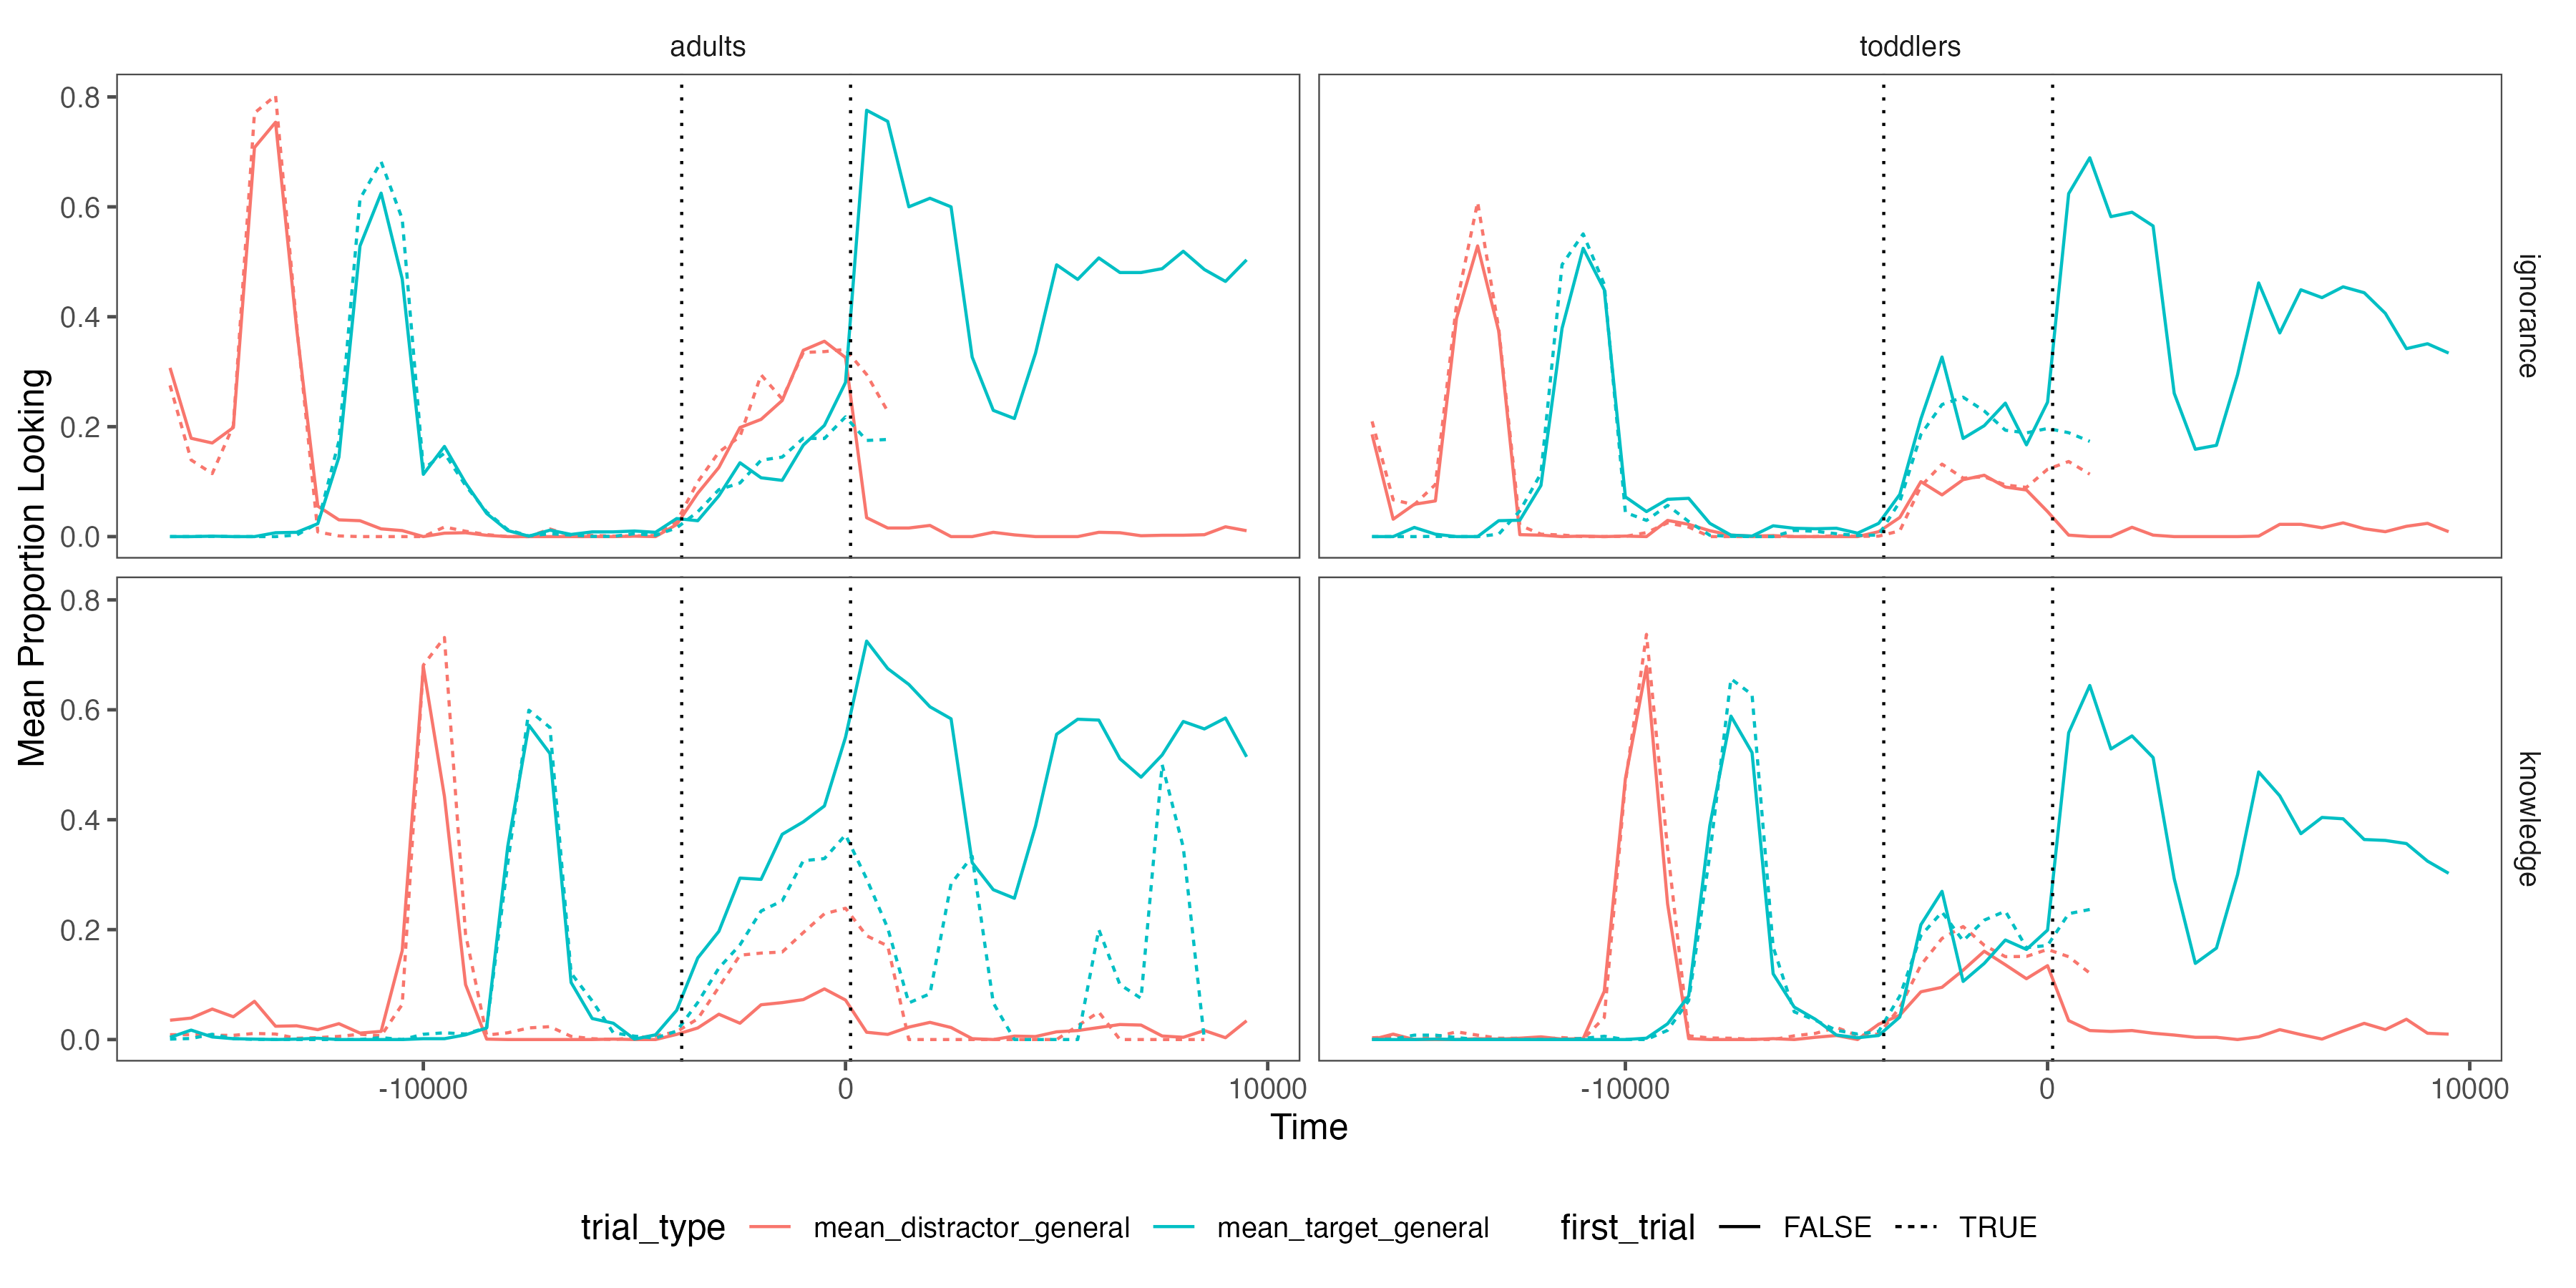 adults
toddlers
0.8
0.6
0.4
0.2
0.0
ignorance
0.8
0.6
0.4
0.2
0.0
knowledge
Mean Proportion Looking
-10000 0 10000
-10000 0 10000
Time
trial_type mean_distractor_general mean_target_general first_trial FALSE TRUE